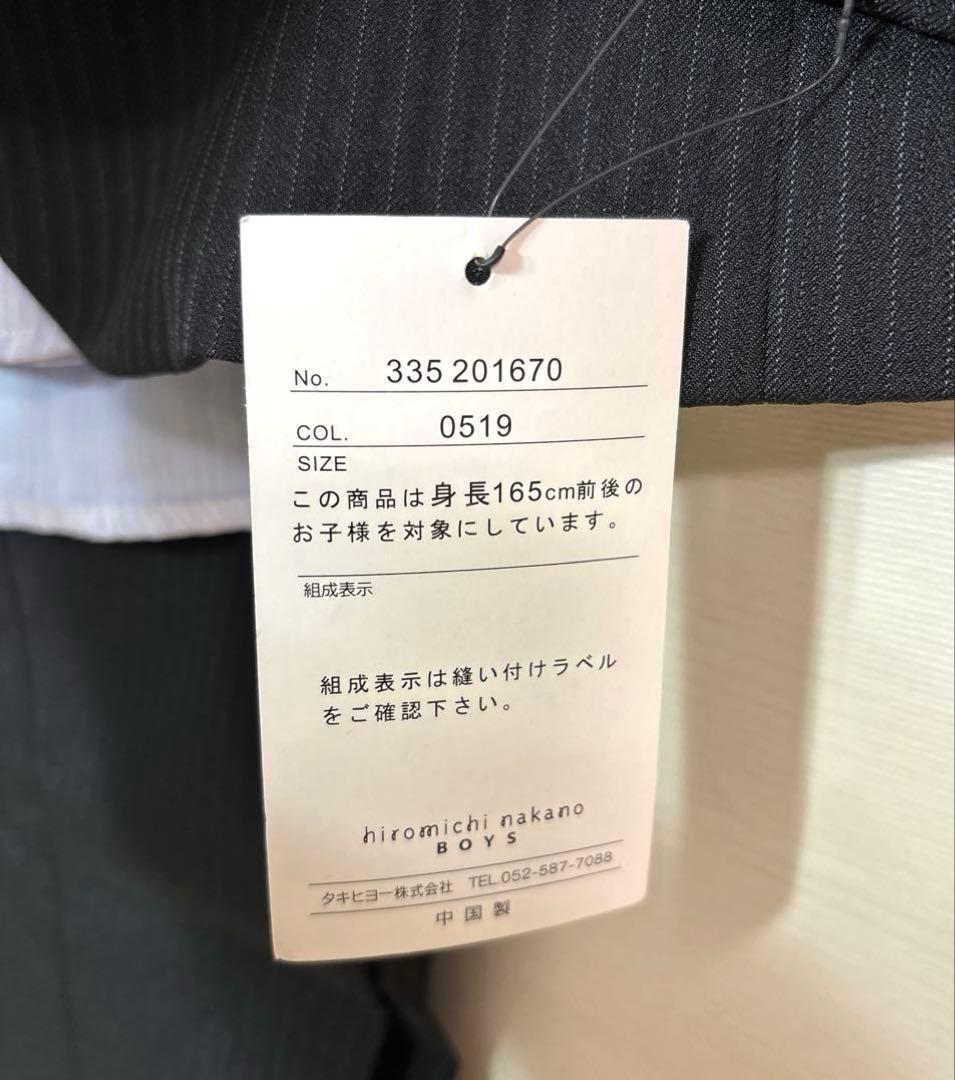 No. 335 201670
COL. 0519
SIZE
この商品は身長165cm前後の
お子様を対象にしています。
組成表示
組成表示は縫い付けラベル
をご確認下さい。
hiromichi nakano
BOYS
タキヒヨー株式会社 TEL.052-587-7088
中国製